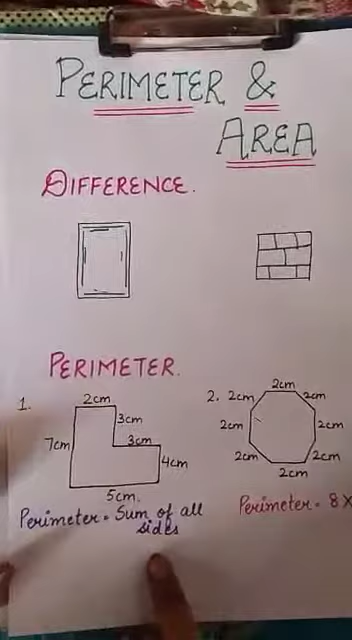 PERIMETER &
AREA
DIFFERENCE.
PERIMETER.
1.
2cm
3cm
3cm
7cm
4cm
5cm.
Perimeter = Sum of all
sides
2.
2cm
2cm
2cm
2cm
2cm
2cm
2cm
2cm
Perimeter = 8 x